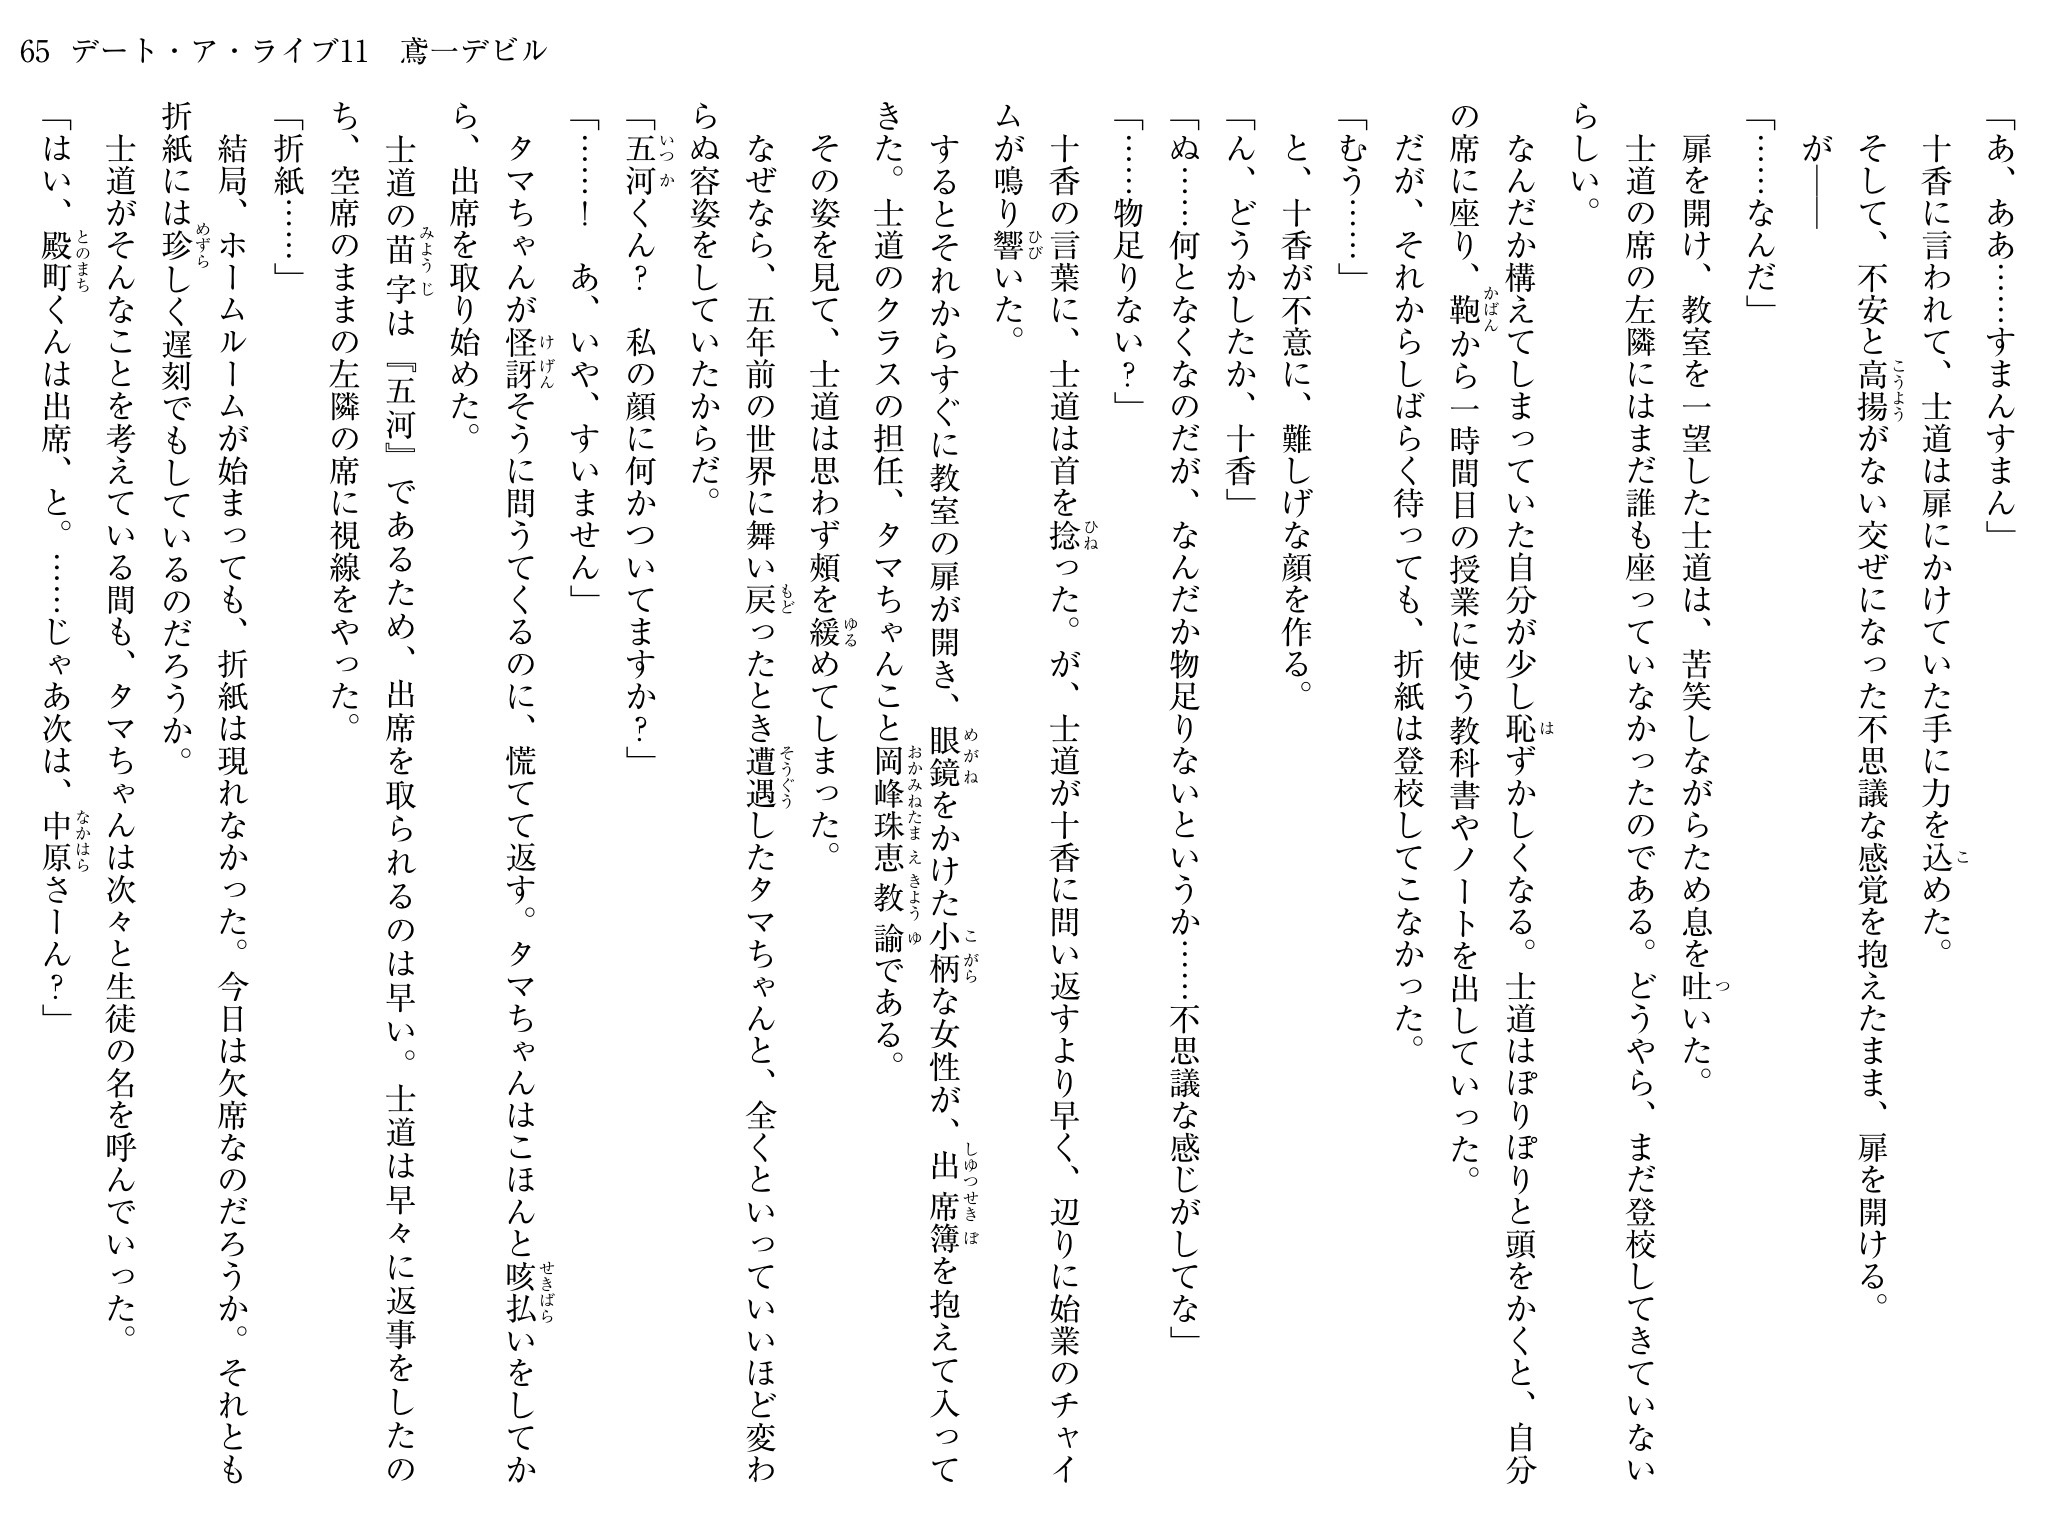 65 デート・ア・ライブ11　鳶一デビル
「あ、ああ……すまんすまん」
　十香に言われて、士道は扉にかけていた手に力を込めた。
　そして、不安と高揚がない交ぜになった不思議な感覚を抱えたまま、扉を開ける。
　が――
「……なんだ」
　扉を開け、教室を一望した士道は、苦笑しながらため息を吐いた。
　士道の席の左隣にはまだ誰も座っていなかったのである。どうやら、まだ登校してきていない
らしい。
　なんだか構えてしまっていた自分が少し恥ずかしくなる。士道はぽりぽりと頭をかくと、自分
の席に座り、鞄から一時間目の授業に使う教科書やノートを出していった。
　だが、それからしばらく待っても、折紙は登校してこなかった。
「むう……」
　と、十香が不意に、難しげな顔を作る。
「ん、どうかしたか、十香」
「ぬ……何となくなのだが、なんだか物足りないというか……不思議な感じがしてな」
「……物足りない？」
　十香の言葉に、士道は首を捻った。が、士道が十香に問い返すより早く、辺りに始業のチャイ
ムが鳴り響いた。
　するとそれからすぐに教室の扉が開き、眼鏡をかけた小柄な女性が、出席簿を抱えて入って
きた。士道のクラスの担任、タマちゃんこと岡峰珠恵教諭である。
　その姿を見て、士道は思わず頰を緩めてしまった。
　なぜなら、五年前の世界に舞い戻ったとき遭遇したタマちゃんと、全くといっていいほど変わ
らぬ容姿をしていたからだ。
「五河くん？　私の顔に何かついてますか？」
「……！　あ、いや、すいません」
　タマちゃんが怪訝そうに問うてくるのに、慌てて返す。タマちゃんはこほんと咳払いをしてか
ら、出席を取り始めた。
　士道の苗字は『五河』であるため、出席を取られるのは早い。士道は早々に返事をしたの
ち、空席のままの左隣の席に視線をやった。
「折紙……」
　結局、ホームルームが始まっても、折紙は現れなかった。今日は欠席なのだろうか。それとも
折紙には珍しく遅刻でもしているのだろうか。
　士道がそんなことを考えている間も、タマちゃんは次々と生徒の名を呼んでいった。
「はい、殿町くんは出席、と。……じゃあ次は、中原さーん？」